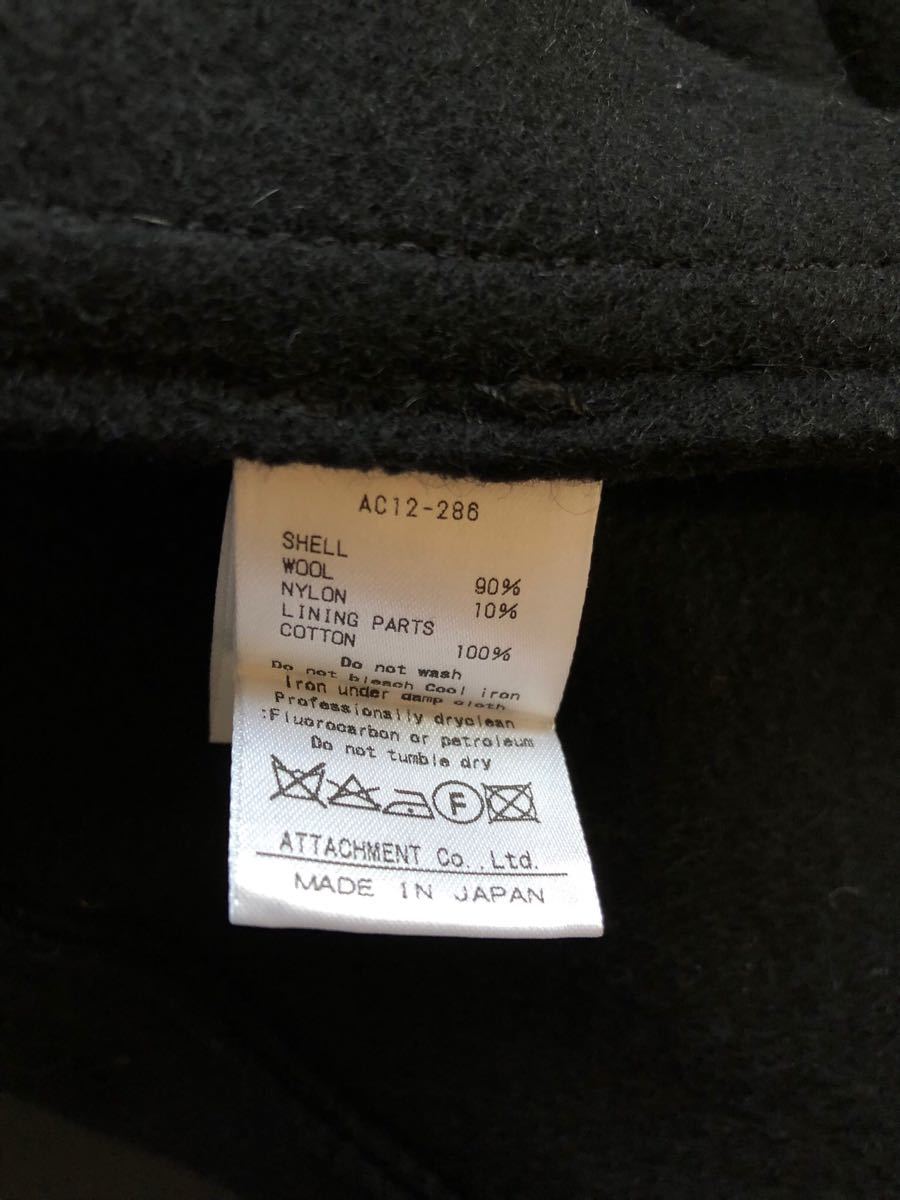 AC12-286
SHELL
WOOL 90%
NYLON 10%
LINING PARTS
COTTON 100%
Do not wash
Do not bleach Cool iron
Iron under damp cloth
Professionally dryclean
:Fluorocarbon or petroleum
Do not tumble dry
F
ATTACHMENT Co.,Ltd.
MADE IN JAPAN